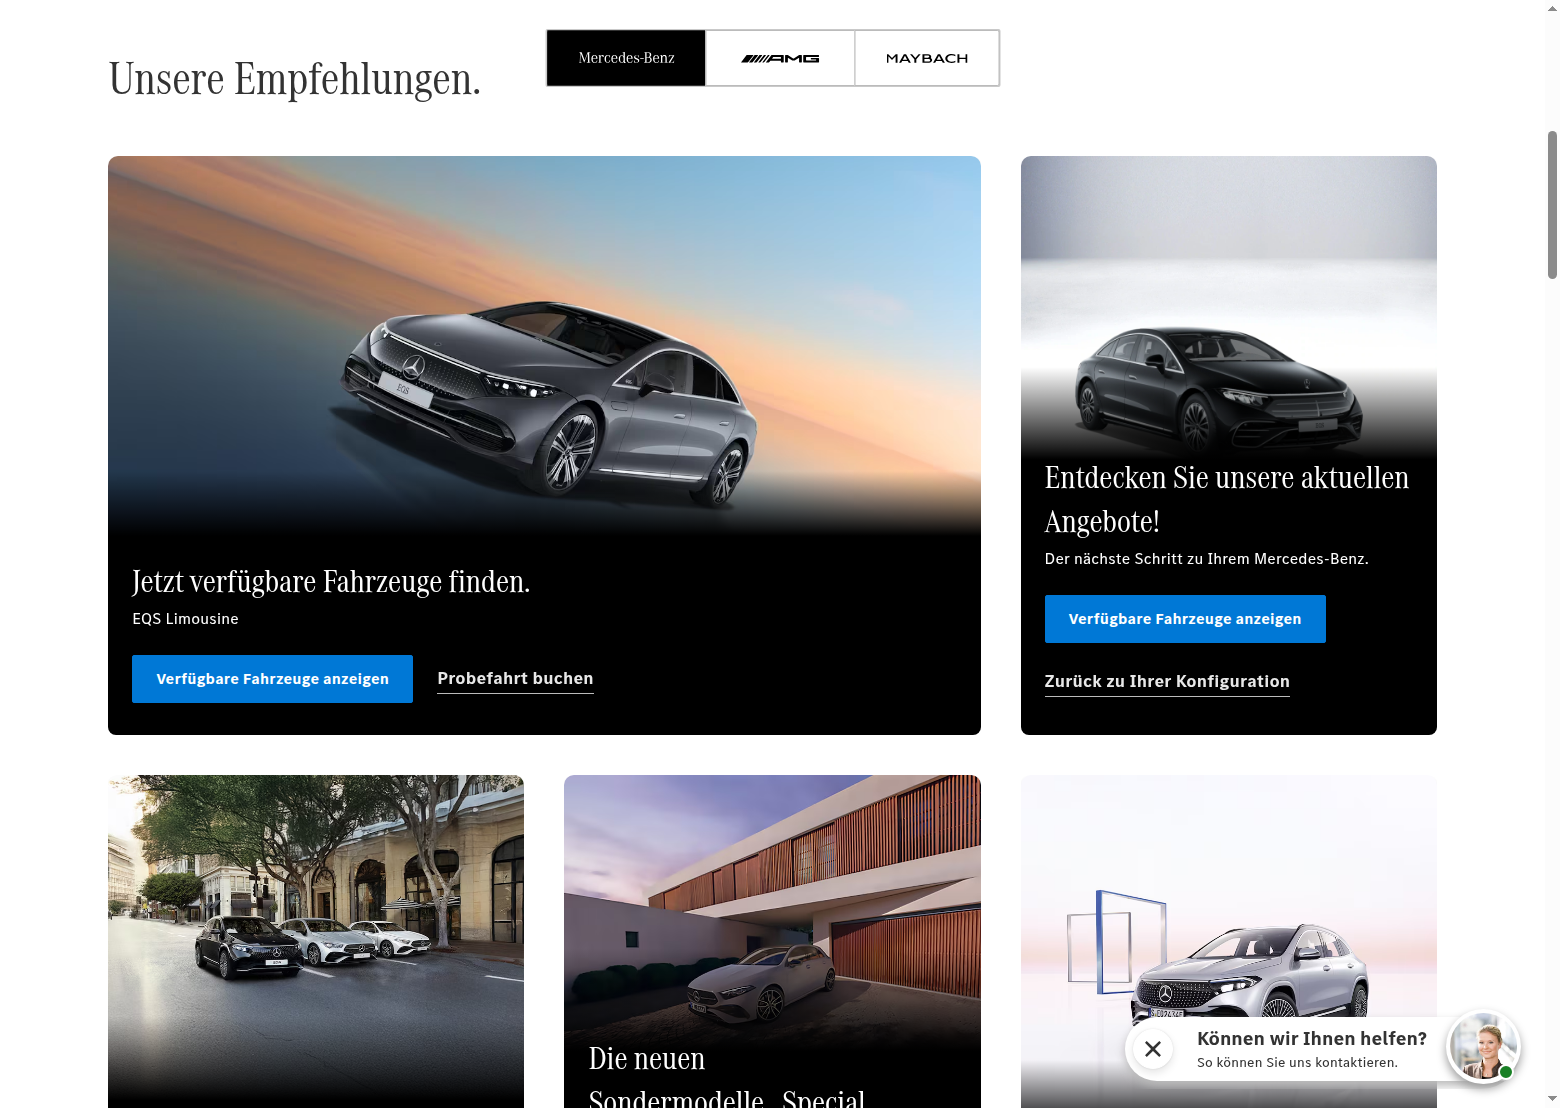 Unsere Empfehlungen.
Mercedes-Benz
AMG
MAYBACH
EQS
Jetzt verfügbare Fahrzeuge finden.
EQS Limousine
Verfügbare Fahrzeuge anzeigen
Probefahrt buchen
Entdecken Sie unsere aktuellen
Angebote!
Der nächste Schritt zu Ihrem Mercedes-Benz.
Verfügbare Fahrzeuge anzeigen
Zurück zu Ihrer Konfiguration
Die neuen
Sondermodelle „Special
Können wir Ihnen helfen?
So können Sie uns kontaktieren.